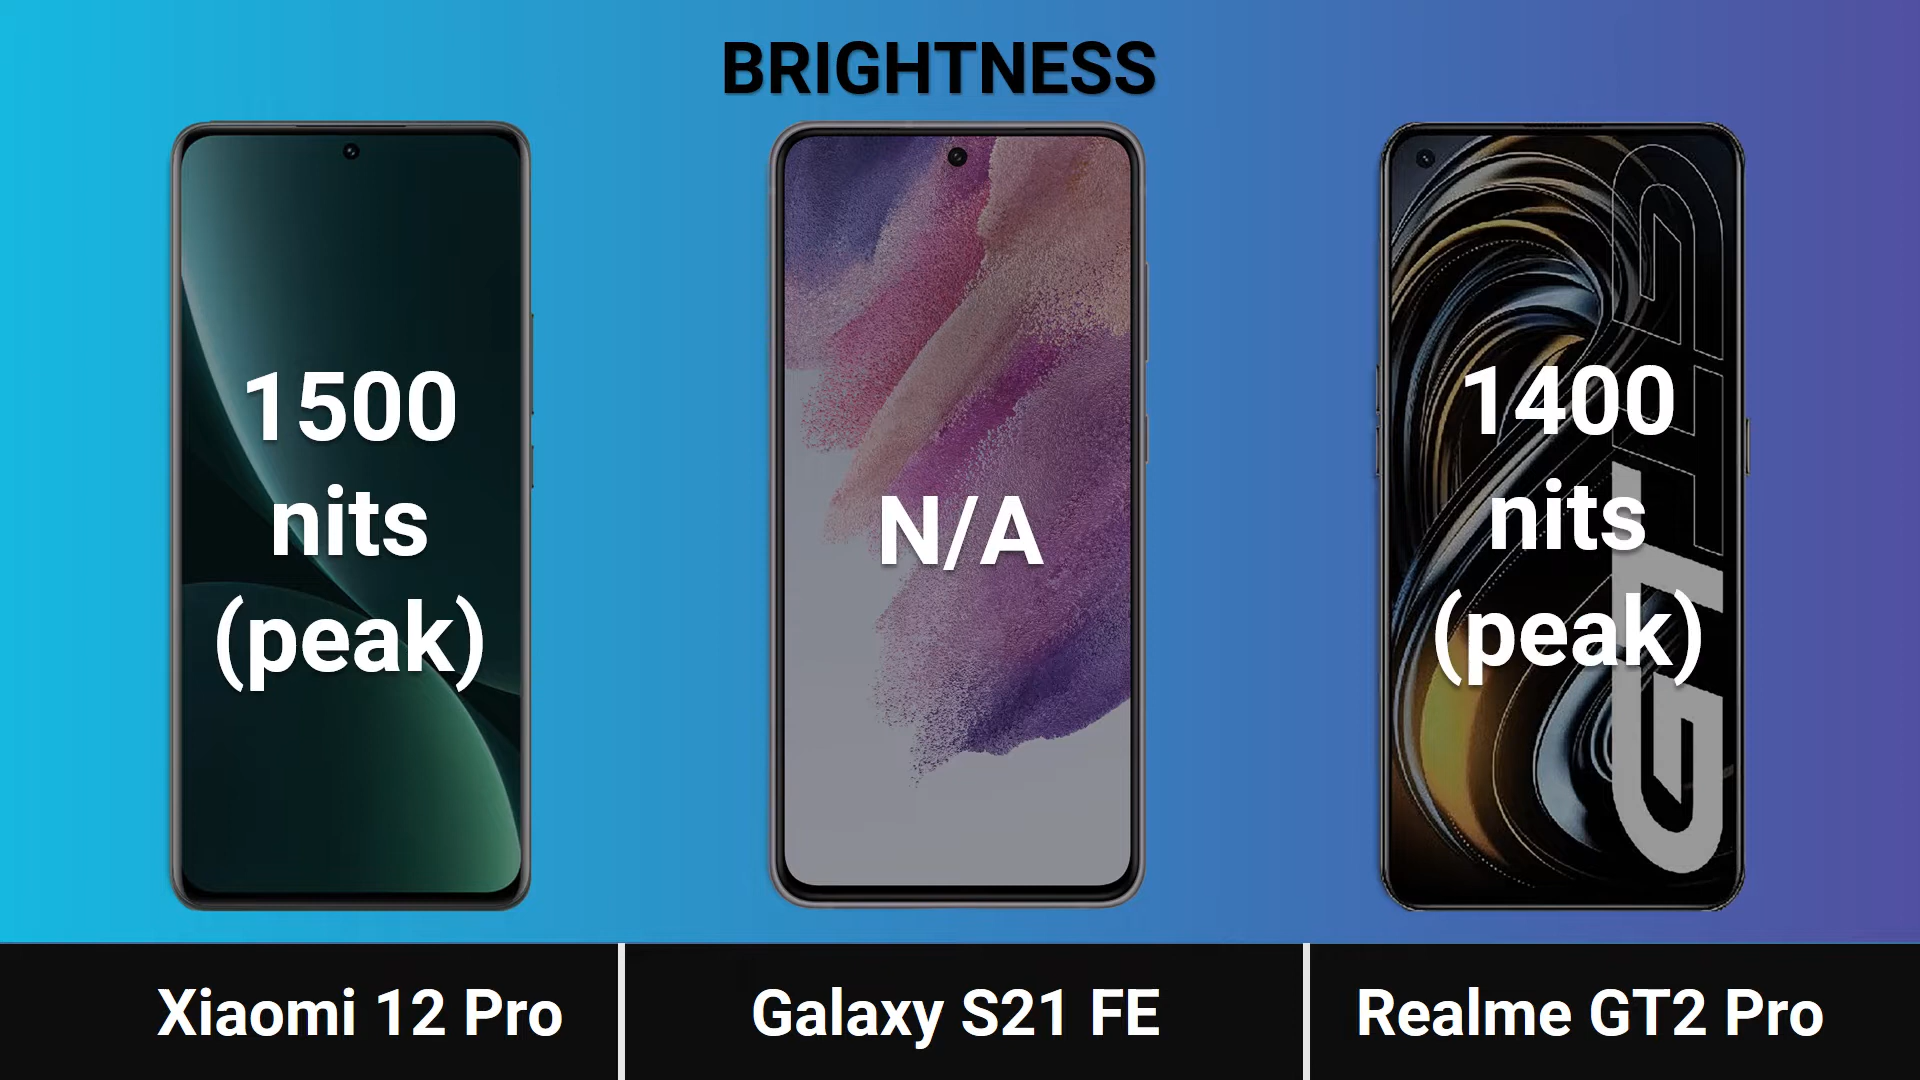 BRIGHTNESS
1500
nits
(peak)
N/A
1400
nits
(peak)
Xiaomi 12 Pro
Galaxy S21 FE
Realme GT2 Pro